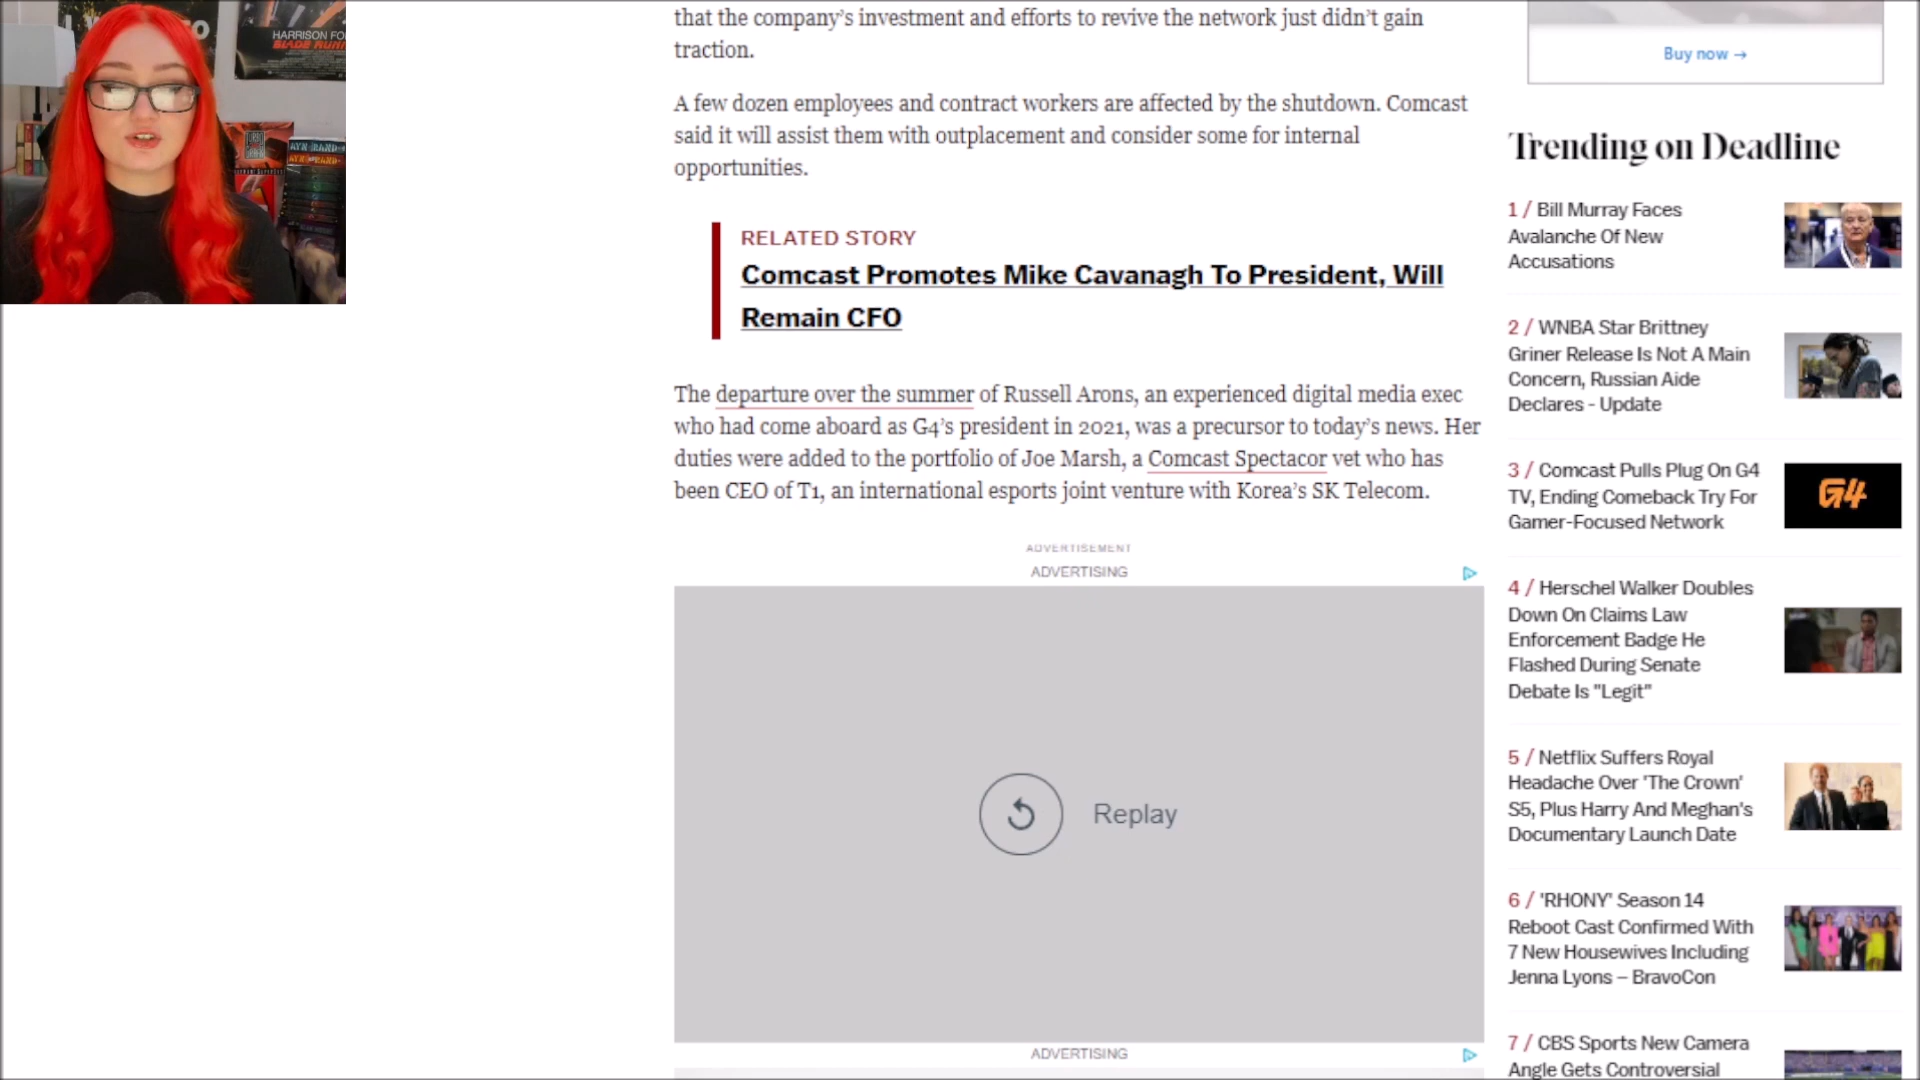 HARRISON FO
BLADE RUN
AYN RAND
that the company's investment and efforts to revive the network just didn't gain
traction.
A few dozen employees and contract workers are affected by the shutdown. Comcast
said it will assist them with outplacement and consider some for internal
opportunities.
RELATED STORY
Comcast Promotes Mike Cavanagh To President, Will
Remain CFO
The departure over the summer of Russell Arons, an experienced digital media exec
who had come aboard as G4's president in 2021, was a precursor to today's news. Her
duties were added to the portfolio of Joe Marsh, a Comcast Spectacor vet who has
been CEO of T1, an international esports joint venture with Korea's SK Telecom.
ADVERTISEMENT
ADVERTISING
Replay
ADVERTISING
Buy now →
Trending on Deadline
1 / Bill Murray Faces
Avalanche Of New
Accusations
2 / WNBA Star Brittney
Griner Release Is Not A Main
Concern, Russian Aide
Declares - Update
3 / Comcast Pulls Plug On G4
TV, Ending Comeback Try For
Gamer-Focused Network
G4
4 / Herschel Walker Doubles
Down On Claims Law
Enforcement Badge He
Flashed During Senate
Debate Is "Legit"
5 / Netflix Suffers Royal
Headache Over 'The Crown'
S5, Plus Harry And Meghan's
Documentary Launch Date
6 / 'RHONY' Season 14
Reboot Cast Confirmed With
7 New Housewives Including
Jenna Lyons – BravoCon
7 / CBS Sports New Camera
Angle Gets Controversial